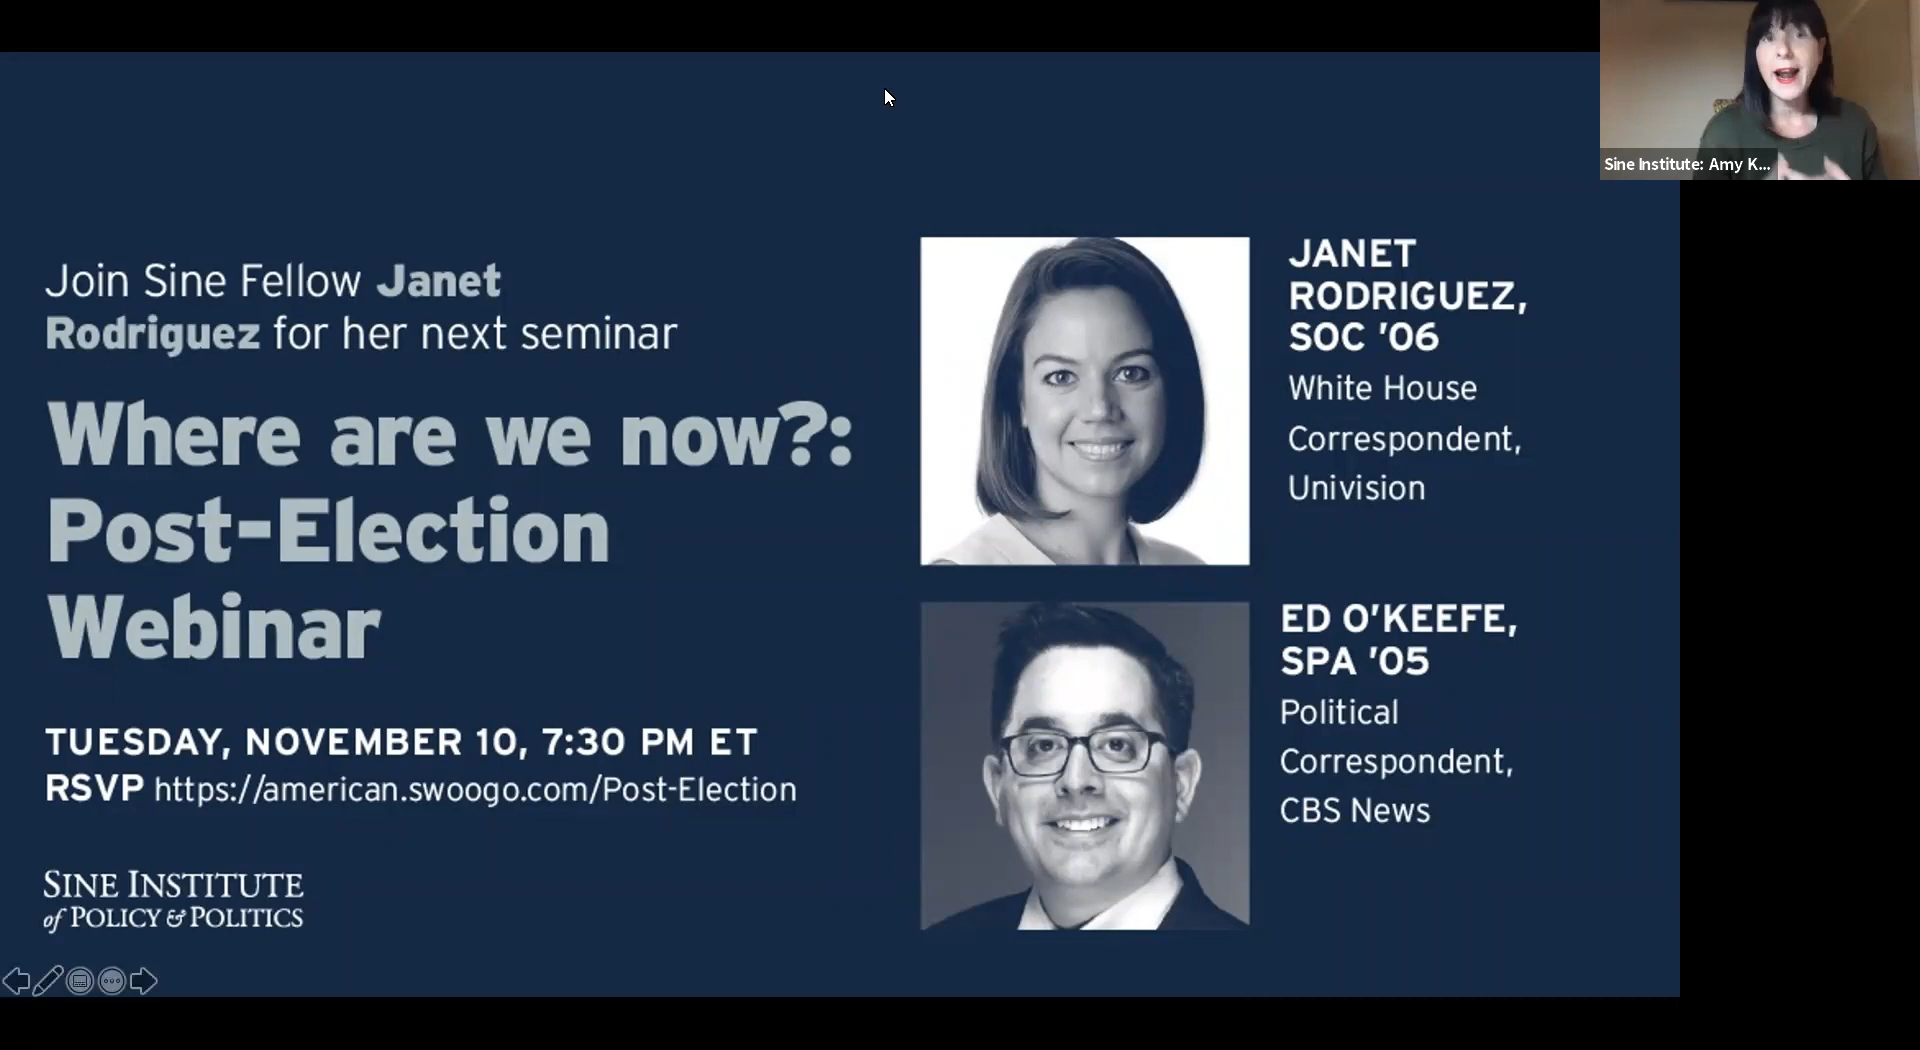 Sine Institute: Amy K...
Join Sine Fellow Janet
Rodriguez for her next seminar
Where are we now?:
Post-Election
Webinar
TUESDAY, NOVEMBER 10, 7:30 PM ET
RSVP https://american.swoogo.com/Post-Election
SINE INSTITUTE
of POLICY & POLITICS
JANET
RODRIGUEZ,
SOC '06
White House
Correspondent,
Univision
ED O'KEEFE,
SPA '05
Political
Correspondent,
CBS News